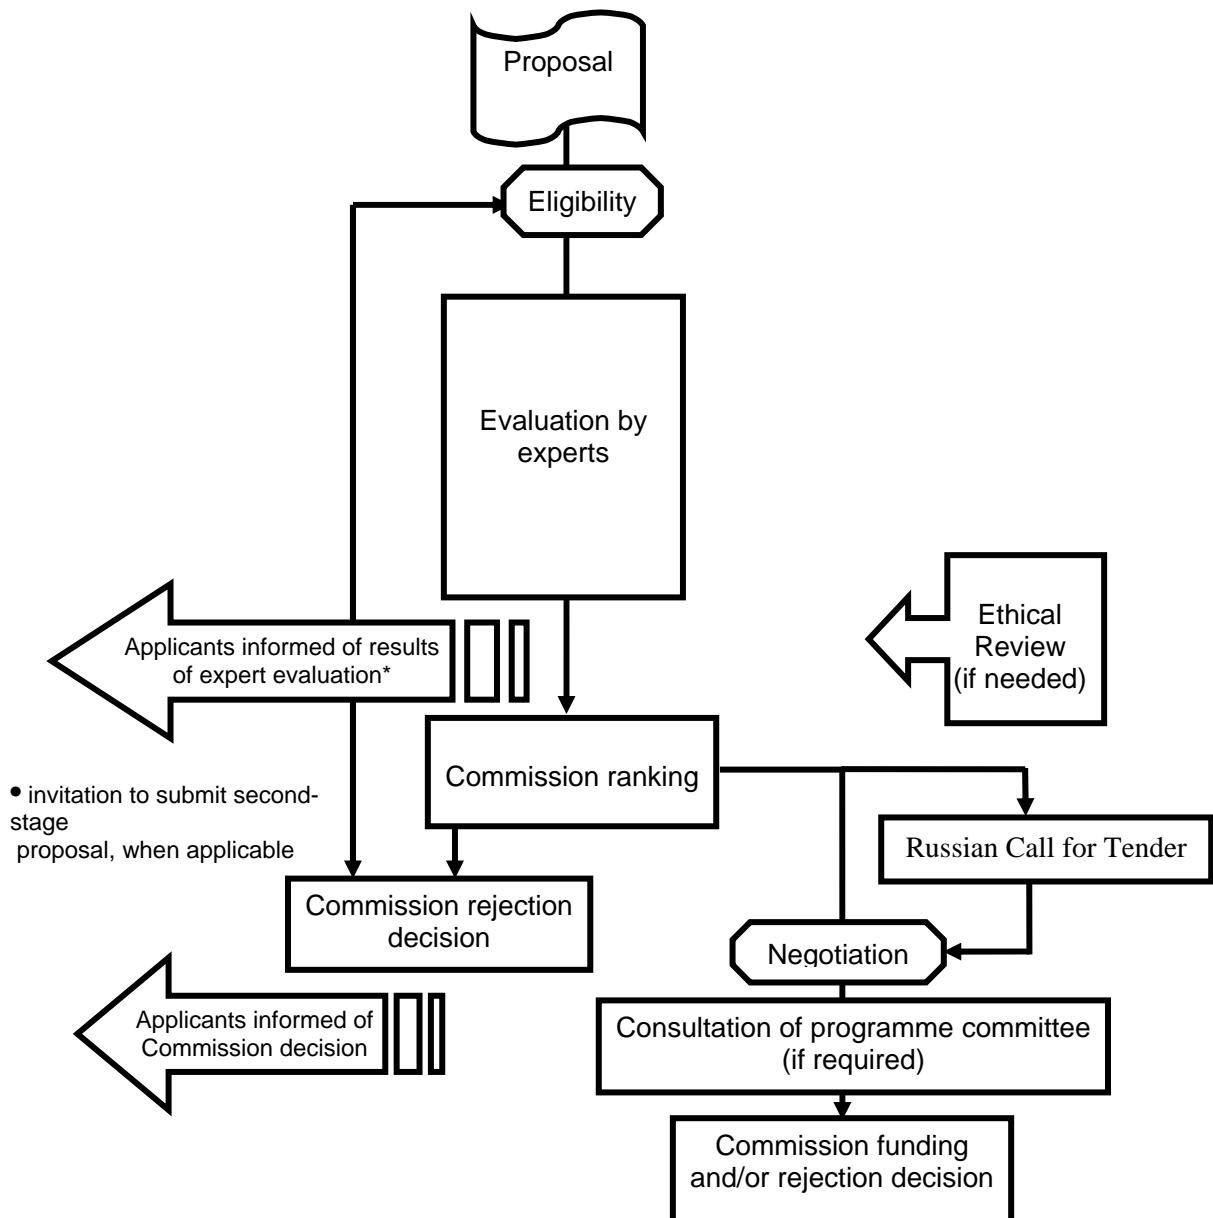 Proposal
Eligibility
Evaluation by
experts
Applicants informed of results
of expert evaluation*
Ethical
Review
(if needed)
Commission ranking
• invitation to submit second-
stage
proposal, when applicable
Russian Call for Tender
Commission rejection
decision
Negotiation
Applicants informed of
Commission decision
Consultation of programme committee
(if required)
Commission funding
and/or rejection decision